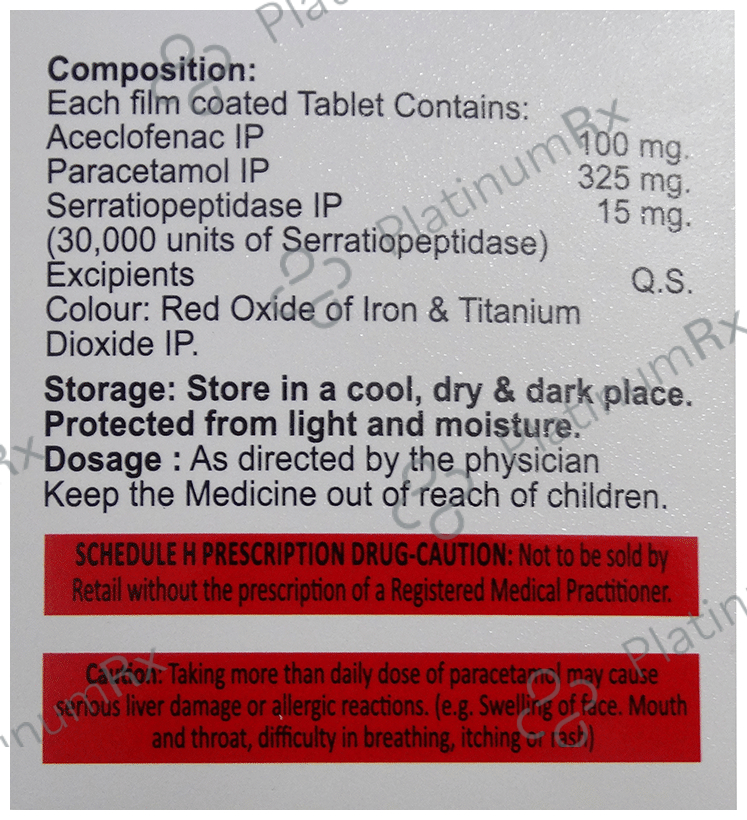 Composition:
Each film coated Tablet Contains:
Aceclofenac IP 100 mg.
Paracetamol IP 325 mg.
Serratiopeptidase IP 15 mg.
(30,000 units of Serratiopeptidase)
Excipients Q.S.
Colour: Red Oxide of Iron & Titanium
Dioxide IP.
Storage: Store in a cool, dry & dark place.
Protected from light and moisture.
Dosage : As directed by the physician
Keep the Medicine out of reach of children.
SCHEDULE H PRESCRIPTION DRUG-CAUTION: Not to be sold by
Retail without the prescription of a Registered Medical Practitioner.
Caution: Taking more than daily dose of paracetamol may cause
serious liver damage or allergic reactions. (e.g. Swelling of face. Mouth
and throat, difficulty in breathing, itching or rash)
PlatinumRx